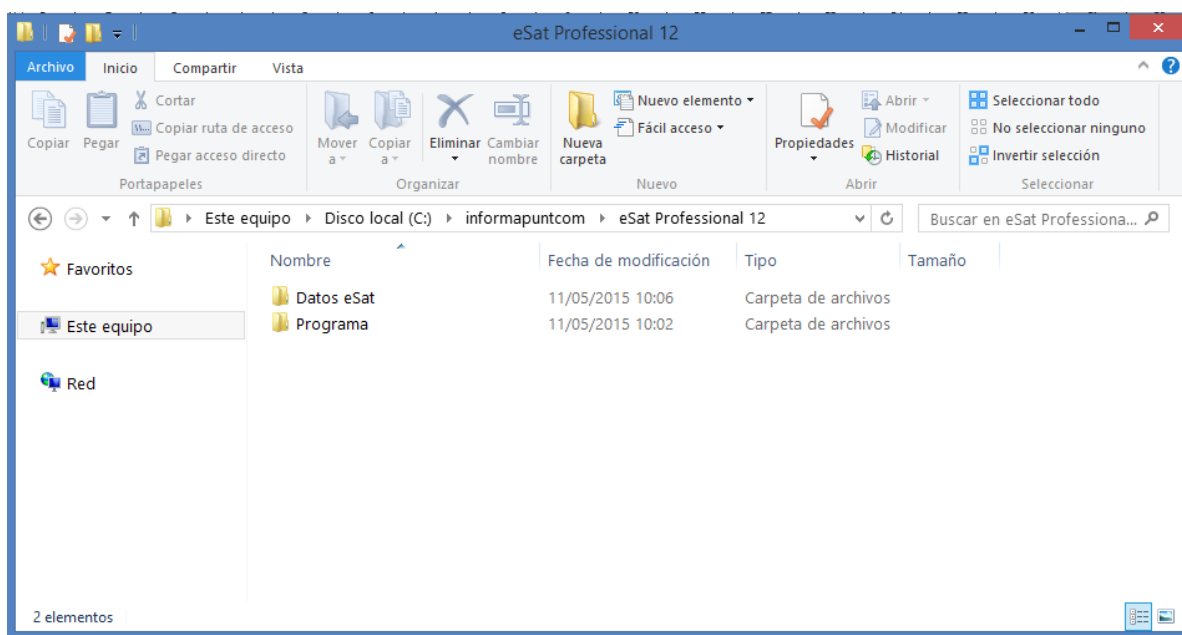 eSat Professional 12
Archivo Inicio Compartir Vista
Copiar Pegar Cortar
Copiar ruta de acceso
Pegar acceso directo
Portapapeles
Mover a Copiar a Eliminar Cambiar nombre
Organizar
Nueva carpeta
Nuevo elemento
Fácil acceso
Nuevo
Propiedades Abrir
Modificar
Historial
Abrir
Seleccionar todo
No seleccionar ninguno
Invertir selección
Seleccionar
Este equipo Disco local (C:) informapuntcom eSat Professional 12 Buscar en eSat Professiona...
Favoritos
Este equipo
Red
Nombre Fecha de modificación Tipo Tamaño
Datos eSat 11/05/2015 10:06 Carpeta de archivos
Programa 11/05/2015 10:02 Carpeta de archivos
2 elementos